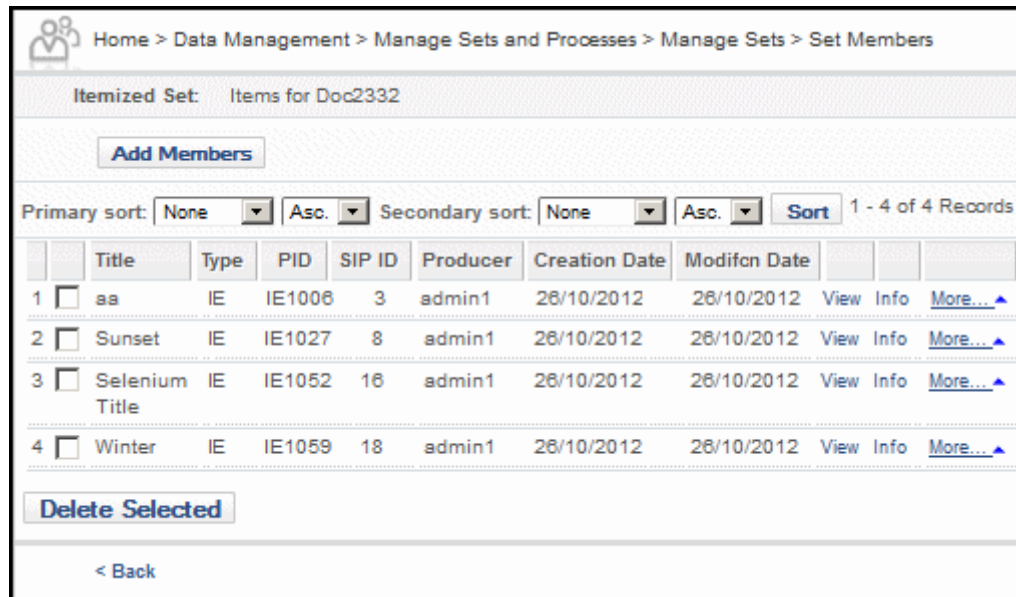 Home > Data Management > Manage Sets and Processes > Manage Sets > Set Members
Itemized Set: Items for Doc2332
Add Members
Primary sort: None Asc. Secondary sort: None Asc. Sort 1 - 4 of 4 Records
Title Type PID SIP ID Producer Creation Date Modifcn Date
1 aa IE IE1006 3 admin1 26/10/2012 26/10/2012 View Info More...
2 Sunset IE IE1027 8 admin1 26/10/2012 26/10/2012 View Info More...
3 Selenium IE IE1052 16 admin1 26/10/2012 26/10/2012 View Info More...
Title
4 Winter IE IE1059 18 admin1 26/10/2012 26/10/2012 View Info More...
Delete Selected
< Back